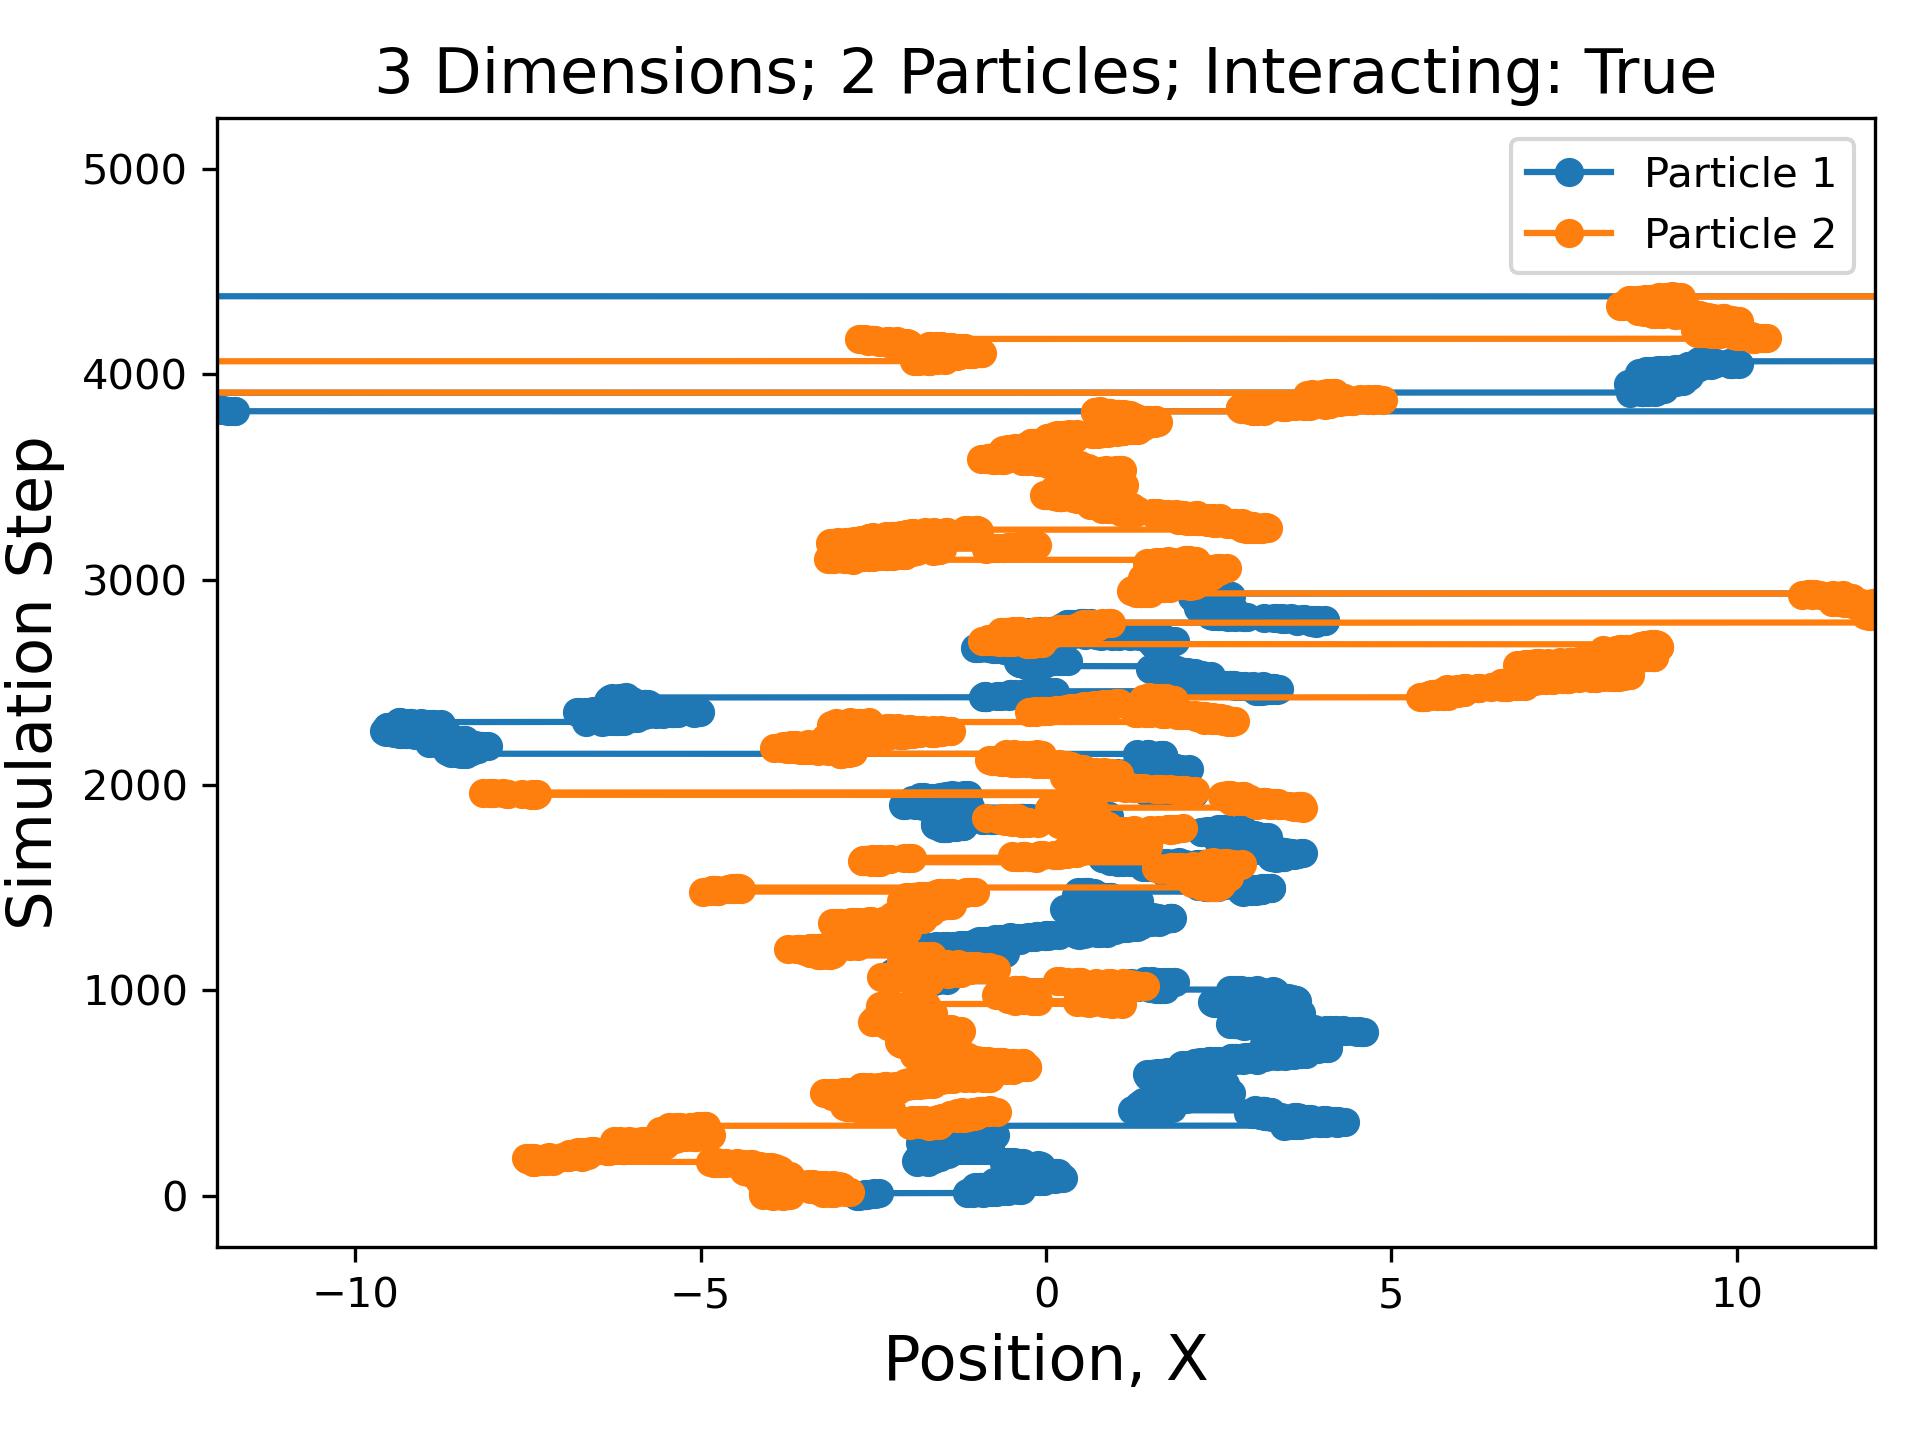 3 Dimensions; 2 Particles; Interacting: True
Particle 1
Particle 2
Simulation Step
5000
4000
3000
2000
1000
0
−10
−5
0
5
10
Position, X